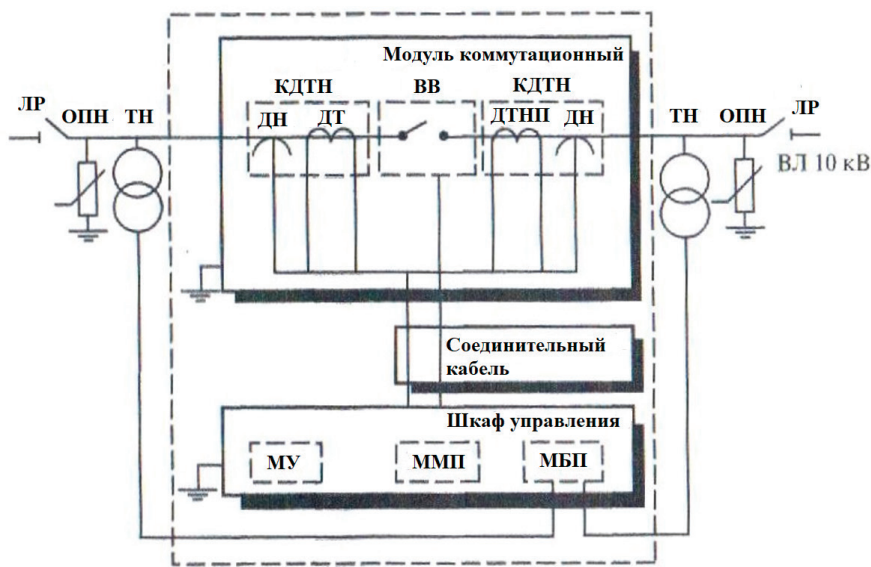 Модуль коммутационный
КДТН ВВ КДТН
ЛР ОПН ТН ДН ДТ ДТНП ДН ТН ОПН ЛР
ВЛ 10 кВ
Соединительный
кабель
Шкаф управления
МУ ММП МБП